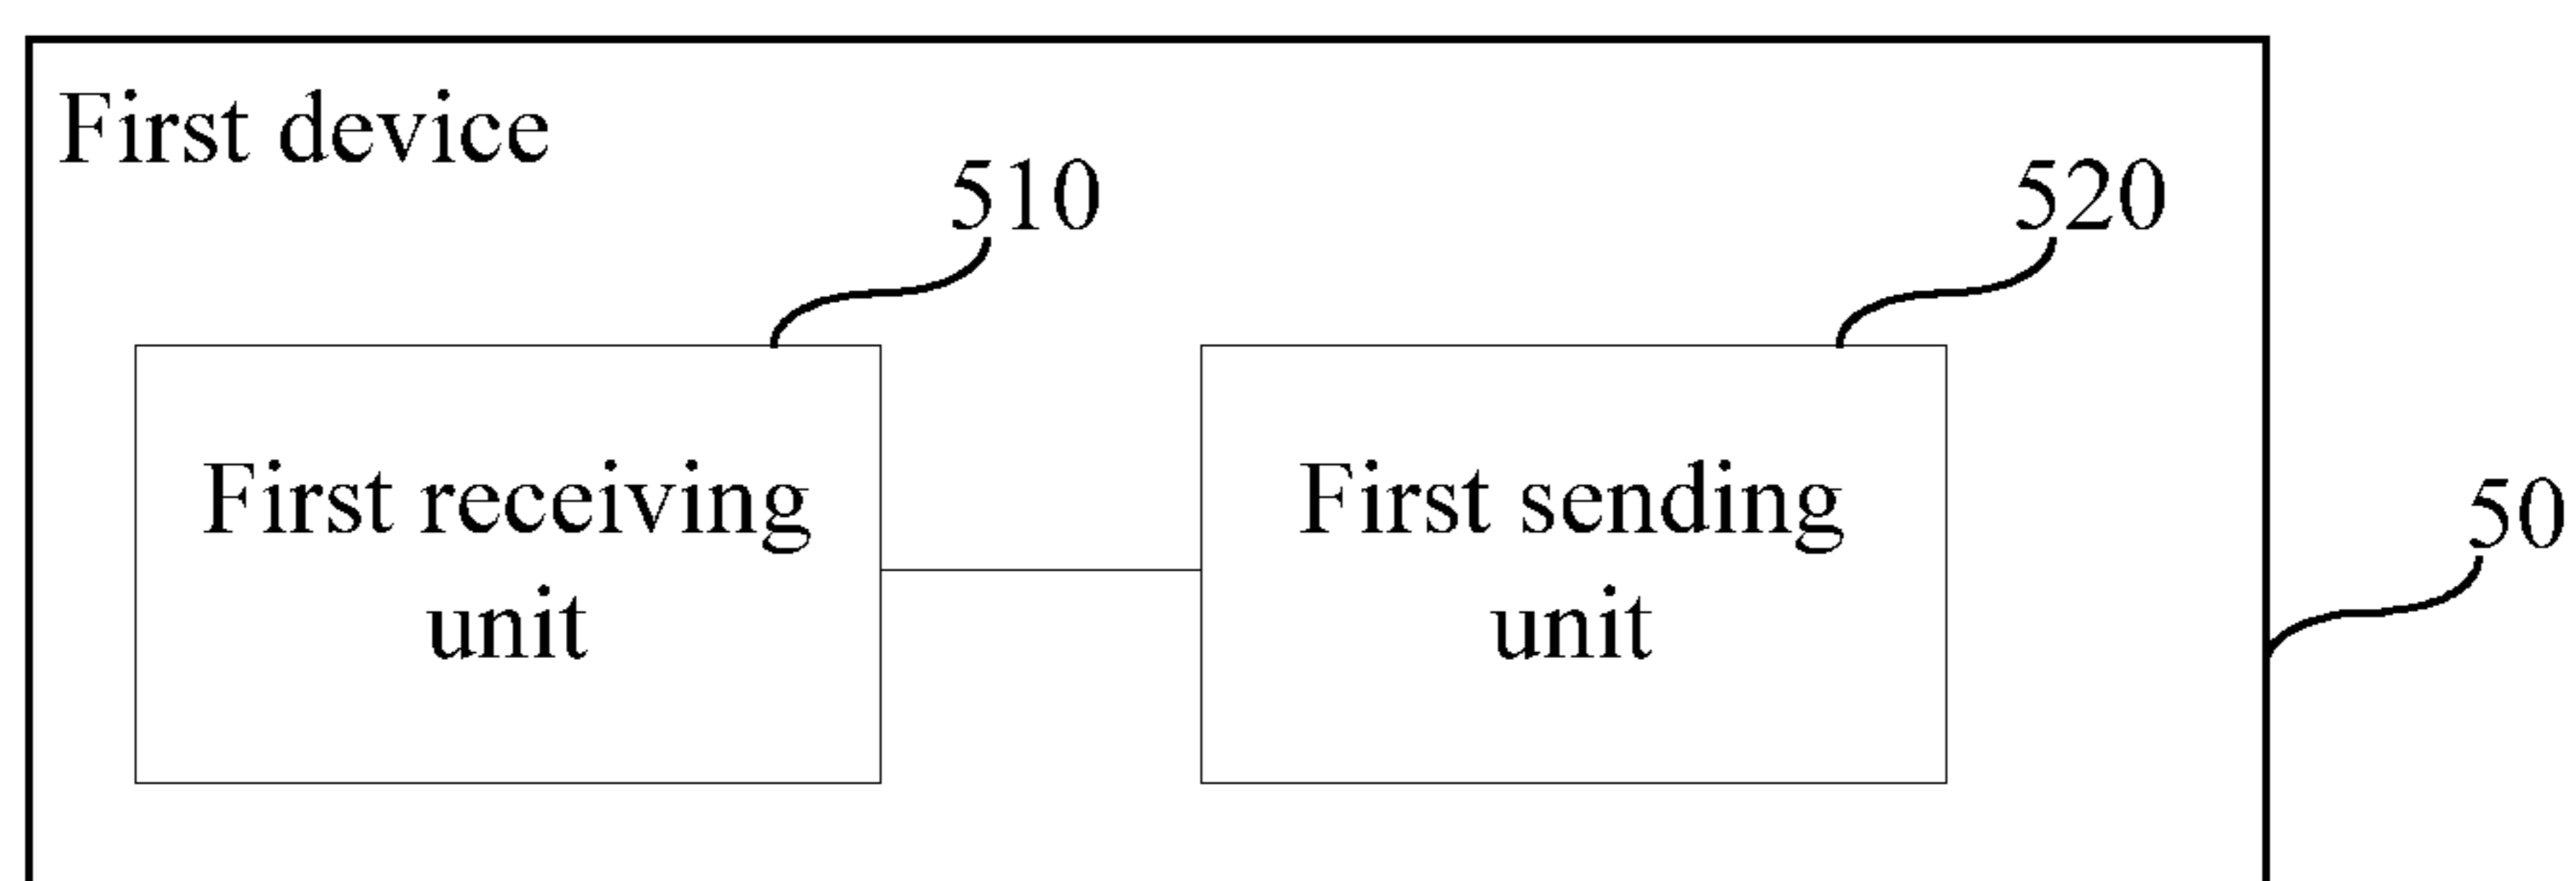 First device
510
520
First receiving
unit
First sending
unit
50